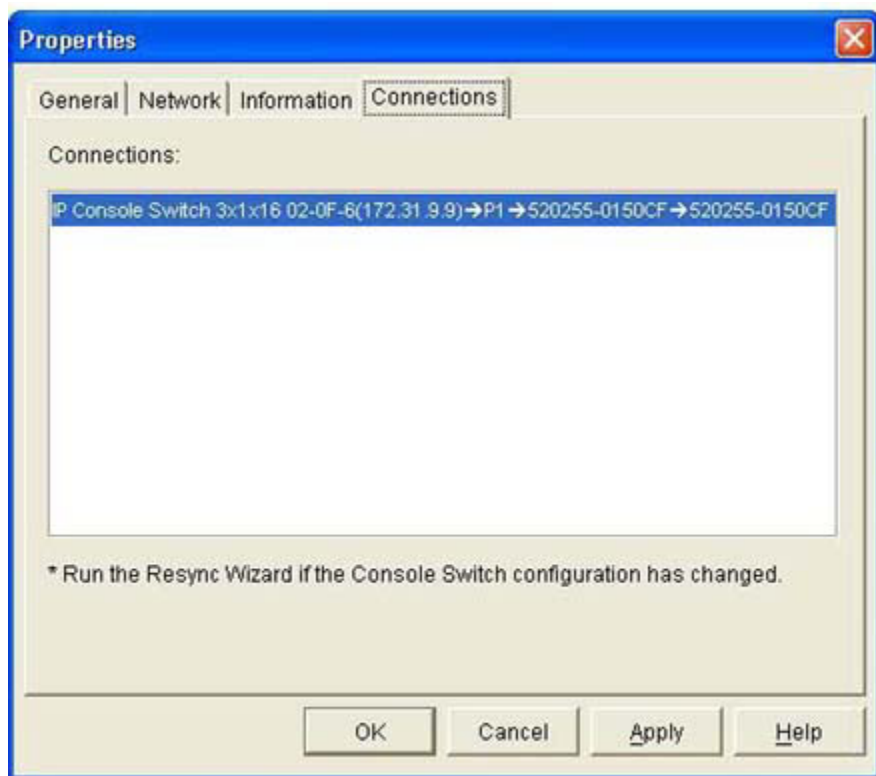 Properties
General Network Information Connections
Connections:
IP Console Switch 3x1x16 02-0F-6(172.31.9.9)→P1→520255-0150CF→520255-0150CF
* Run the Resync Wizard if the Console Switch configuration has changed.
OK Cancel Apply Help